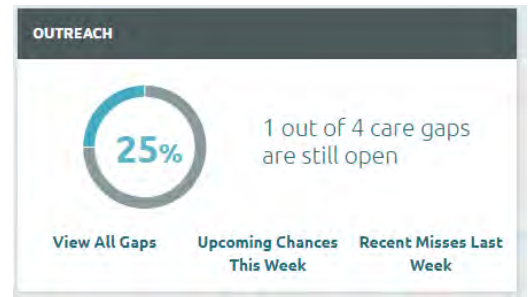 OUTREACH
25%
1 out of 4 care gaps
are still open
View All Gaps
Upcoming Chances
This Week
Recent Misses Last
Week